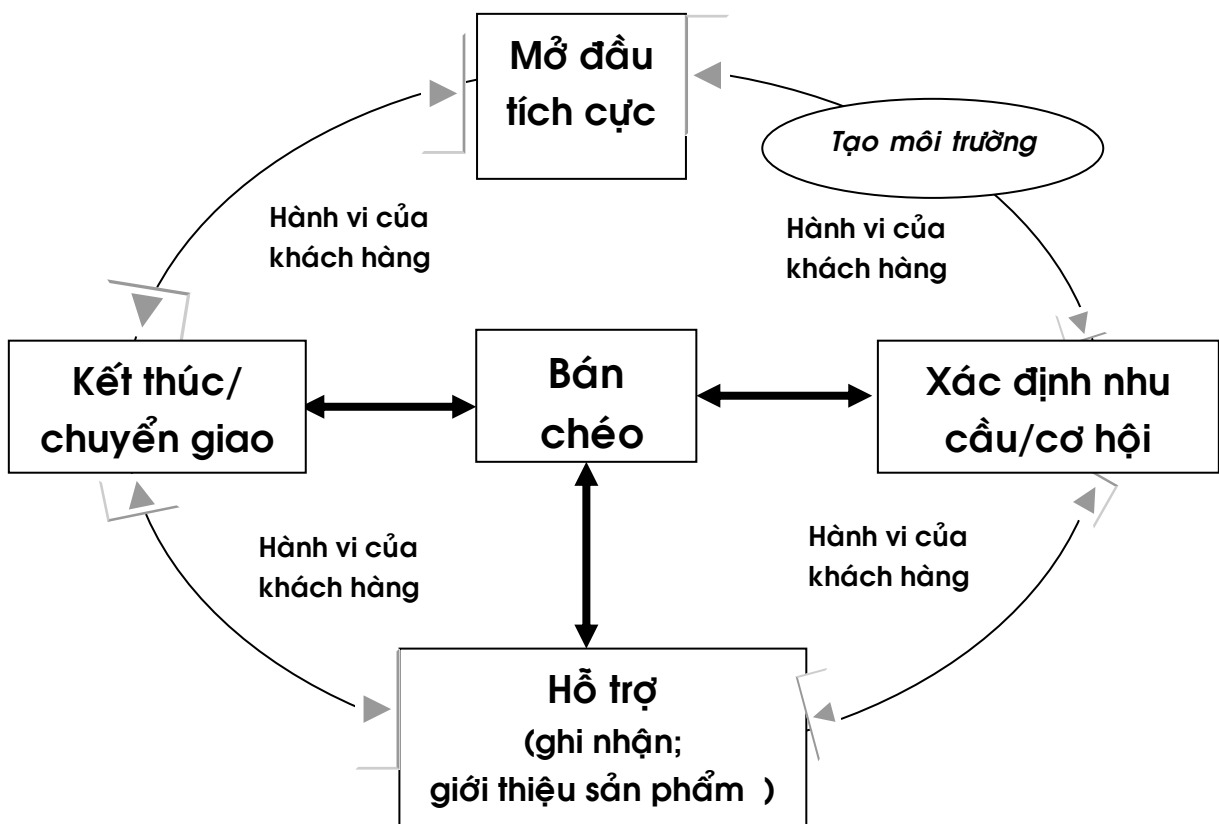 Mở đầu
tích cực
Tạo môi trường
Hành vi của
khách hàng
Hành vi của
khách hàng
Kết thúc/
chuyển giao
Bán
chéo
Xác định nhu
cầu/cơ hội
Hành vi của
khách hàng
Hành vi của
khách hàng
Hỗ trợ
(ghi nhận;
giới thiệu sản phẩm )